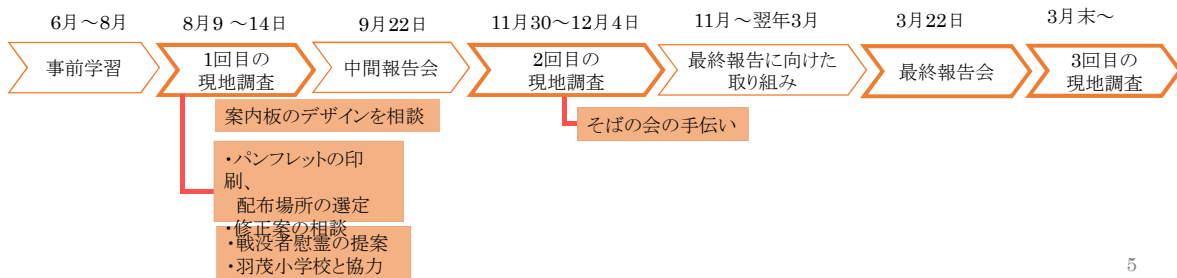 6月～8月
8月9 ～14日
9月22日
11月30～12月4日
11月～翌年3月
3月22日
3月末～
事前学習
1回目の
現地調査
中間報告会
2回目の
現地調査
最終報告に向けた
取り組み
最終報告会
3回目の
現地調査
案内板のデザインを相談
そばの会の手伝い
・パンフレットの印
刷、
配布場所の選定
・修正案の相談
・戦没者慰霊の提案
・羽茂小学校と協力
5